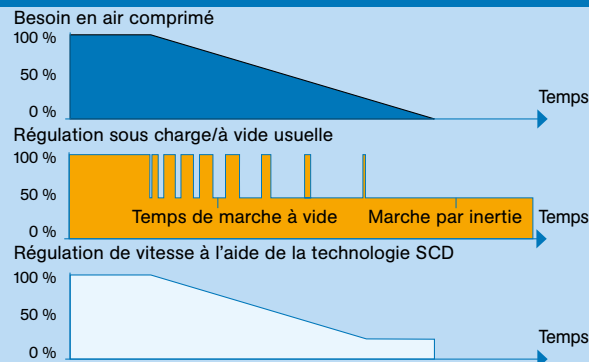 Besoin en air comprimé
100 %
50 %
0 %
Temps
Régulation sous charge/à vide usuelle
100 %
50 %
Temps de marche à vide
Marche par inertie
Temps
0 %
Régulation de vitesse à l'aide de la technologie SCD
100 %
50 %
Temps
0 %